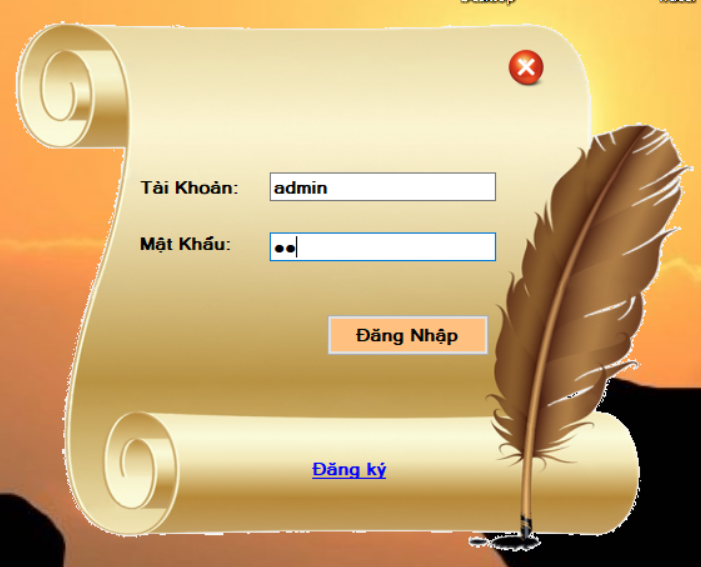 Tài Khoản:
admin
Mật Khẩu:
●●
Đăng Nhập
Đăng ký